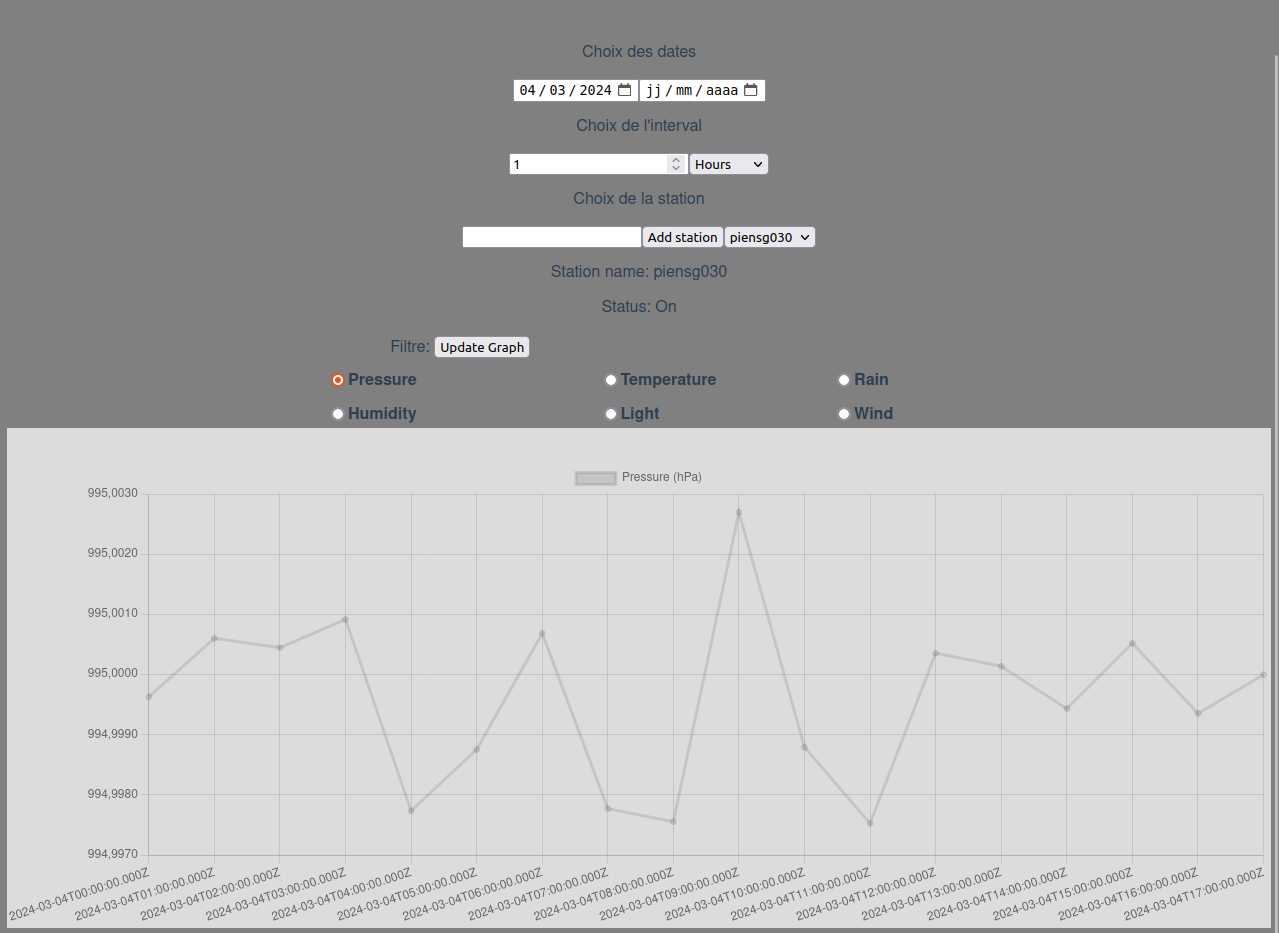 Choix des dates
04/03/2024 jj/mm/aaaa
Choix de l'interval
1 Hours
Choix de la station
Add station piensg030
Station name: piensg030
Status: On
Filtre: Update Graph
Pressure Temperature Rain
Humidity Light Wind
Pressure (hPa)
995,0030
995,0020
995,0010
995,0000
994,9990
994,9980
994,9970
2024-03-04T00:00:00.000Z
2024-03-04T01:00:00.000Z
2024-03-04T02:00:00.000Z
2024-03-04T03:00:00.000Z
2024-03-04T04:00:00.000Z
2024-03-04T05:00:00.000Z
2024-03-04T06:00:00.000Z
2024-03-04T07:00:00.000Z
2024-03-04T08:00:00.000Z
2024-03-04T09:00:00.000Z
2024-03-04T10:00:00.000Z
2024-03-04T11:00:00.000Z
2024-03-04T12:00:00.000Z
2024-03-04T13:00:00.000Z
2024-03-04T14:00:00.000Z
2024-03-04T15:00:00.000Z
2024-03-04T16:00:00.000Z
2024-03-04T17:00:00.000Z